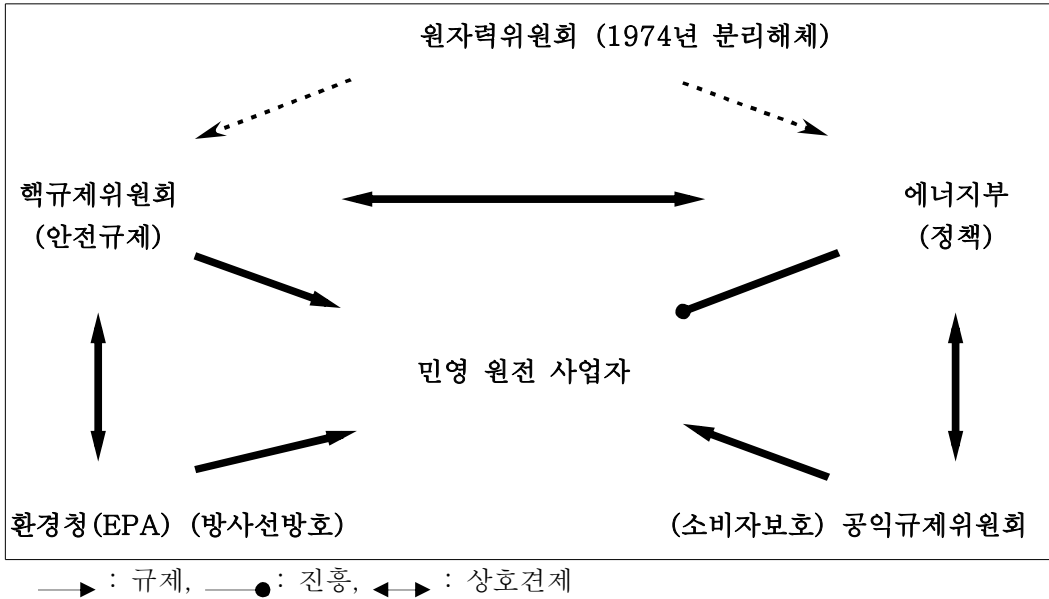 원자력위원회 (1974년 분리해체)
핵규제위원회
(안전규제)
에너지부
(정책)
민영 원전 사업자
환경청(EPA) (방사선방호)
(소비자보호) 공익규제위원회
: 규제, : 진흥, : 상호견제